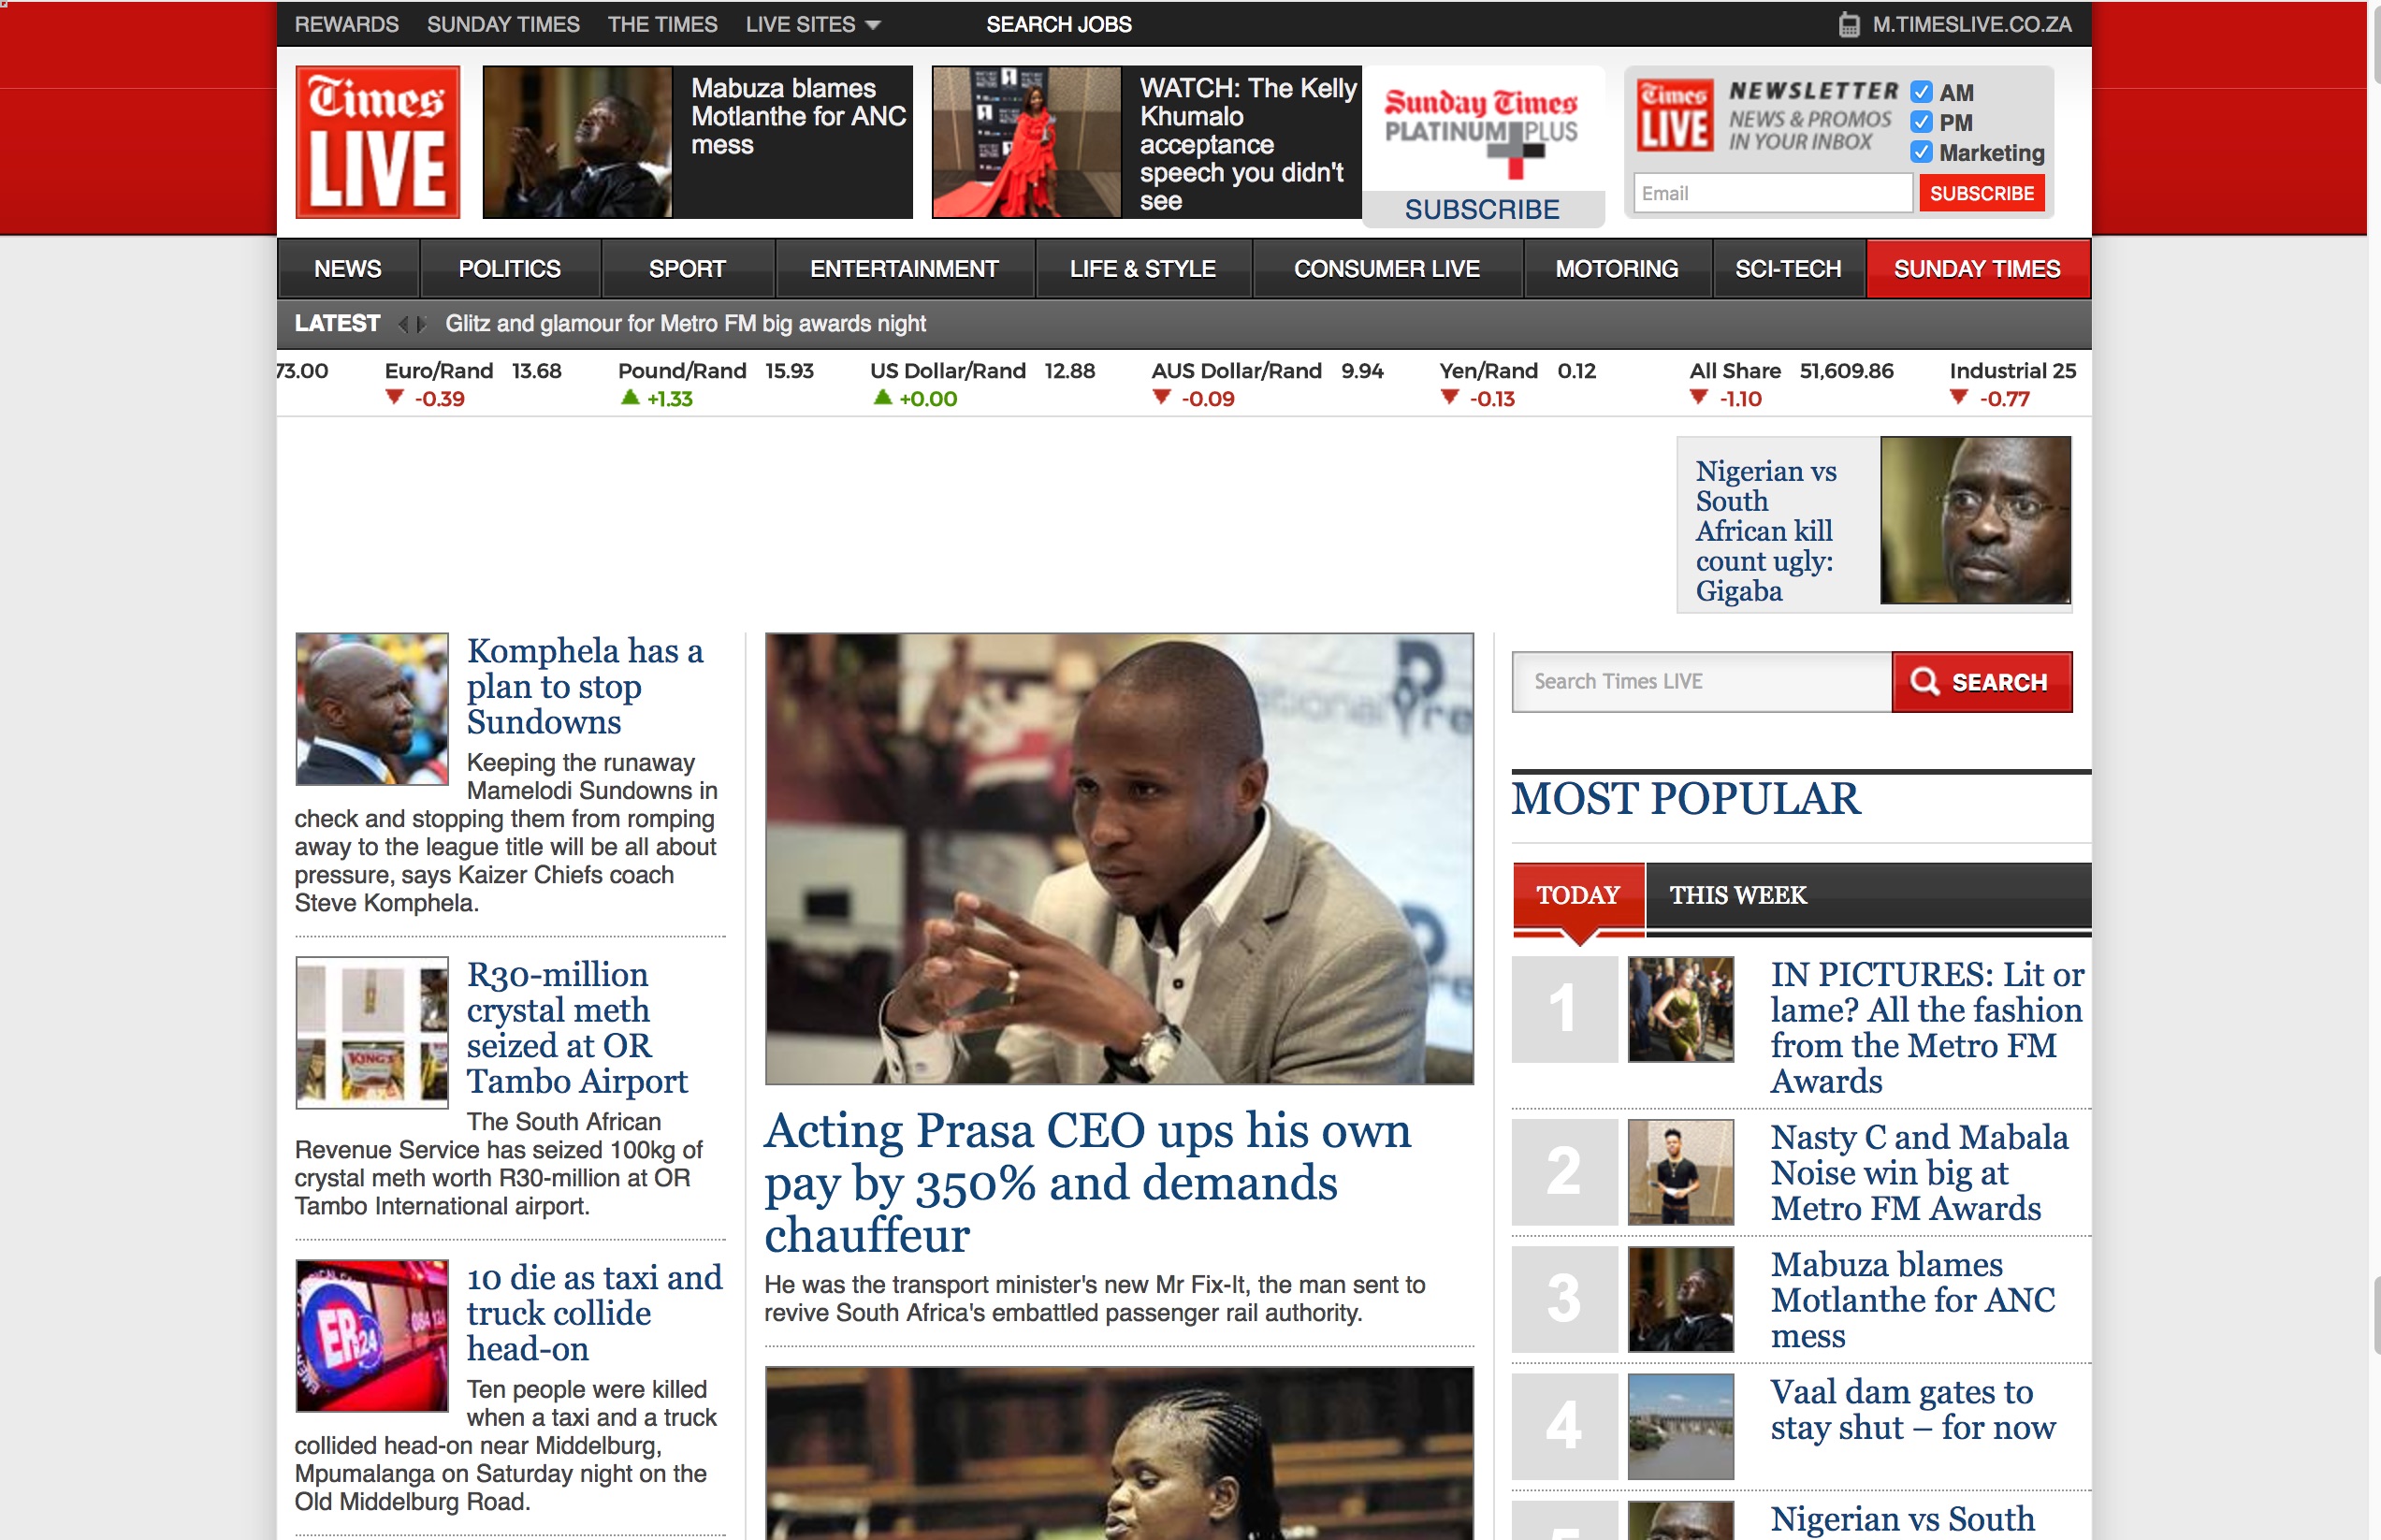 REWARDS SUNDAY TIMES THE TIMES LIVE SITES SEARCH JOBS M.TIMESLIVE.CO.ZA
Times
LIVE
Mabuza blames
Motlanthe for ANC
mess
WATCH: The Kelly
Khumalo
acceptance
speech you didn't
see
Sunday Times
PLATINUM PLUS
SUBSCRIBE
Times
LIVE
NEWSLETTER
NEWS & PROMOS
IN YOUR INBOX
AM
PM
Marketing
Email
SUBSCRIBE
NEWS POLITICS SPORT ENTERTAINMENT LIFE & STYLE CONSUMER LIVE MOTORING SCI-TECH SUNDAY TIMES
LATEST Glitz and glamour for Metro FM big awards night
73.00 Euro/Rand 13.68 Pound/Rand 15.93 US Dollar/Rand 12.88 AUS Dollar/Rand 9.94 Yen/Rand 0.12 All Share 51,609.86 Industrial 25
-0.39 +1.33 +0.00 -0.09 -0.13 -1.10 -0.77
Nigerian vs
South
African kill
count ugly:
Gigaba
Komphela has a
plan to stop
Sundowns
Keeping the runaway
Mamelodi Sundowns in
check and stopping them from romping
away to the league title will be all about
pressure, says Kaizer Chiefs coach
Steve Komphela.
KING'S
R30-million
crystal meth
seized at OR
Tambo Airport
The South African
Revenue Service has seized 100kg of
crystal meth worth R30-million at OR
Tambo International airport.
ER24
084 124
10 die as taxi and
truck collide
head-on
Ten people were killed
when a taxi and a truck
collided head-on near Middelburg,
Mpumalanga on Saturday night on the
Old Middelburg Road.
Acting Prasa CEO ups his own
pay by 350% and demands
chauffeur
He was the transport minister's new Mr Fix-It, the man sent to
revive South Africa's embattled passenger rail authority.
Search Times LIVE
SEARCH
MOST POPULAR
TODAY THIS WEEK
1
IN PICTURES: Lit or
lame? All the fashion
from the Metro FM
Awards
2
Nasty C and Mabala
Noise win big at
Metro FM Awards
3
Mabuza blames
Motlanthe for ANC
mess
4
Vaal dam gates to
stay shut – for now
5
Nigerian vs South